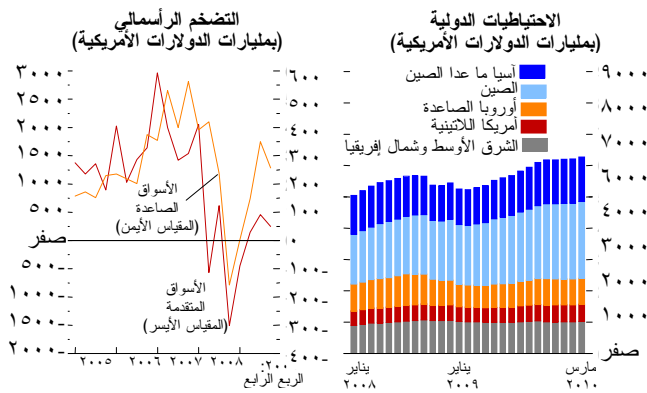 الاحتياطيات الدولية
(بمليارات الدولارات الأمريكية)
آسيا ما عدا الصين
الصين
أوروبا الصاعدة
أمريكا اللاتينية
الشرق الأوسط وشمال إفريقيا
٩٠٠٠
٨٠٠٠
٧٠٠٠
٦٠٠٠
٤٠٠٠
٣٠٠٠
٢٠٠٠
١٠٠٠
صفر
يناير
٢٠٠٨
يناير
٢٠٠٩
مارس
٢٠١٠
التضخم الرأسمالي
(بمليارات الدولارات الأمريكية)
٣٠٠٠
٢٥٠٠
٢٠٠٠
١٥٠٠
١٠٠٠
٥٠٠
صفر
٥٠٠-
١٠٠٠-
١٥٠٠-
٢٠٠٠-
٦٠٠
٥٠٠
٤٠٠
٣٠٠
٢٠٠
١٠٠
٠
١٠٠-
٢٠٠-
٣٠٠-
٤٠٠-
الأسواق
الصاعدة
(المقياس الأيمن)
الأسواق
المتقدمة
(المقياس الأيسر)
٢٠٠٥
٢٠٠٦
٢٠٠٧
٢٠٠٨
الربع الرابع